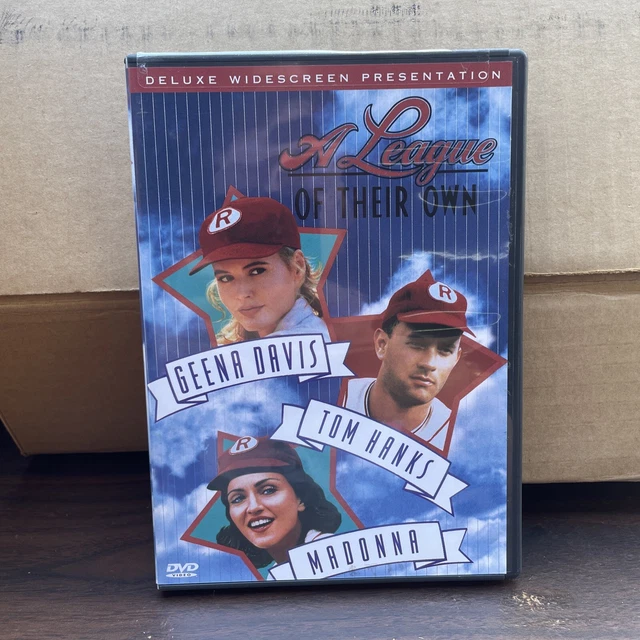 DELUXE WIDESCREEN PRESENTATION
A League
OF THEIR OWN
R
GEENA DAVIS
R
TOM HANKS
R
MADONNA
DVD
VIDEO